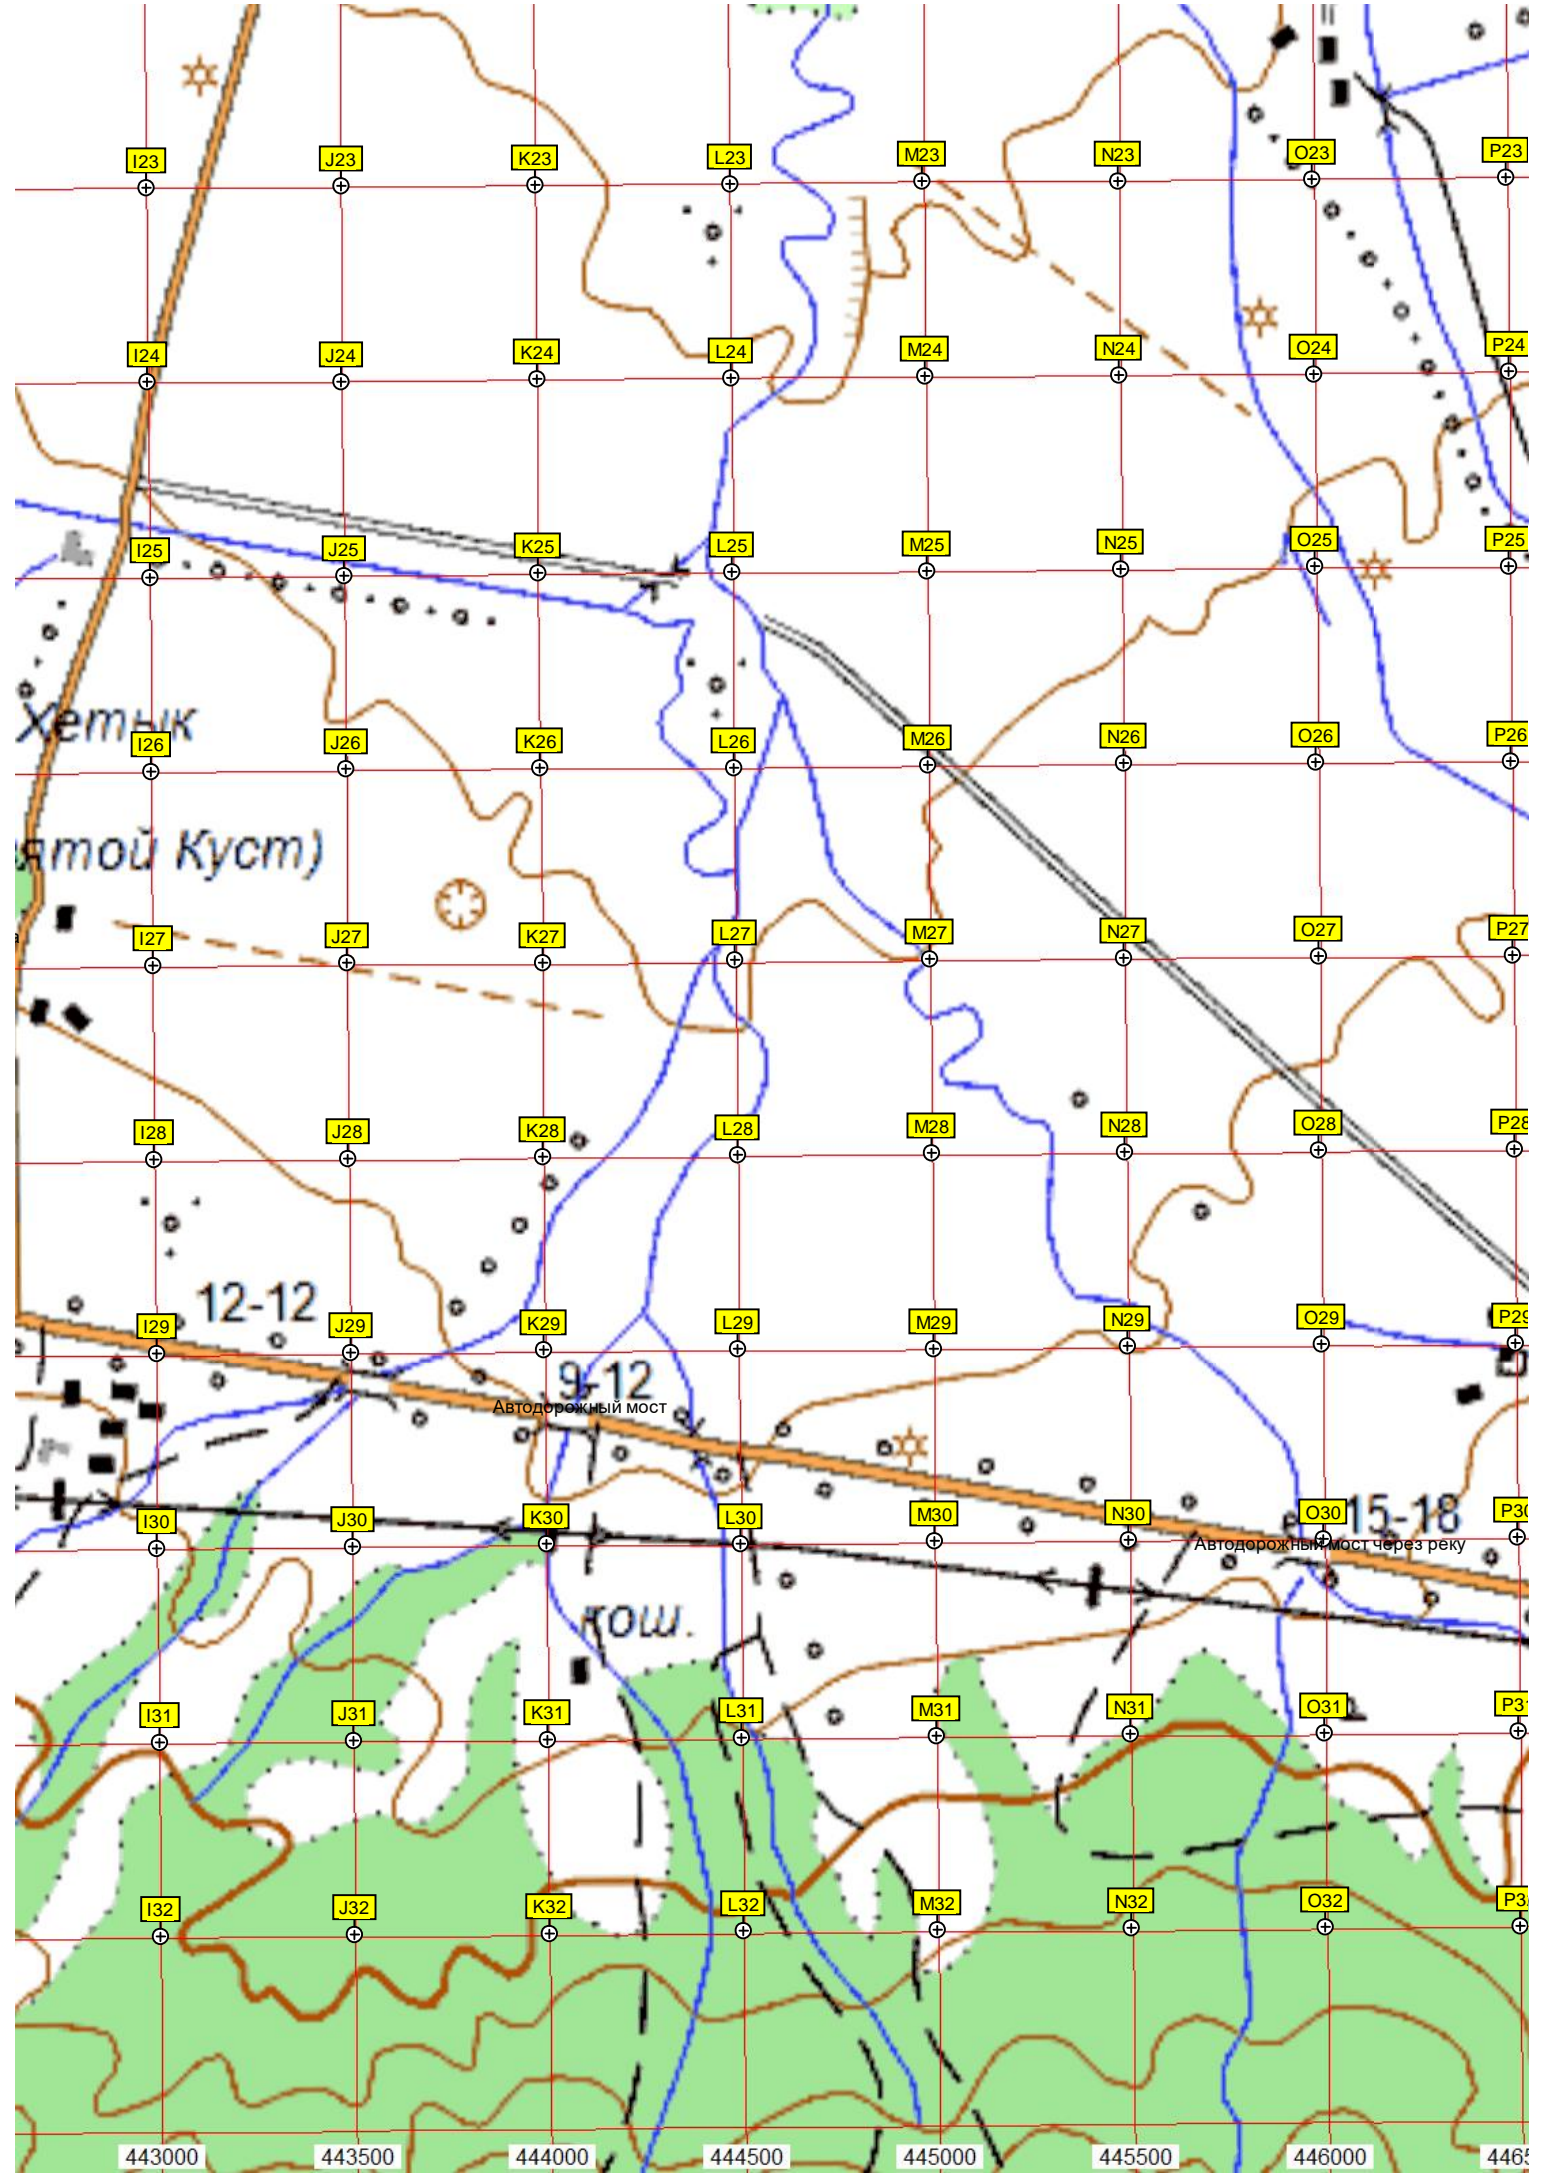 I23 J23 K23 L23 M23 N23 O23 P23
I24 J24 K24 L24 M24 N24 O24 P24
I25 J25 K25 L25 M25 N25 O25 P25
Хетык
I26 J26 K26 L26 M26 N26 O26 P26
ятой Куст)
I27 J27 K27 L27 M27 N27 O27 P27
I28 J28 K28 L28 M28 N28 O28 P28
12-12
I29 J29 K29 L29 M29 N29 O29 P29
9-12
Автодорожный мост
I30 J30 K30 L30 M30 N30 O30 P30
15-18
Автодорожный мост через реку
кош.
I31 J31 K31 L31 M31 N31 O31 P31
I32 J32 K32 L32 M32 N32 O32 P3
443000 443500 444000 444500 445000 445500 446000 4465